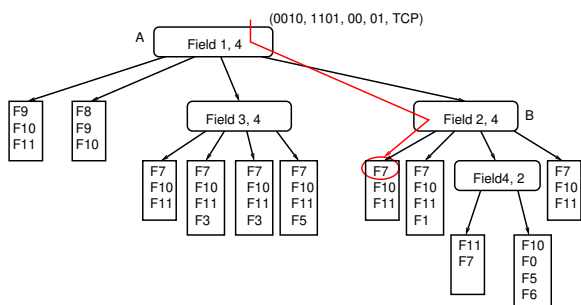 (0010, 1101, 00, 01, TCP)
A
Field 1, 4
F9
F10
F11
F8
F9
F10
Field 3, 4
Field 2, 4
B
F7
F10
F11
F7
F10
F11
F3
F7
F10
F11
F3
F7
F10
F11
F5
F7
F10
F11
F7
F10
F11
F1
Field4, 2
F7
F10
F11
F11
F7
F10
F0
F5
F6